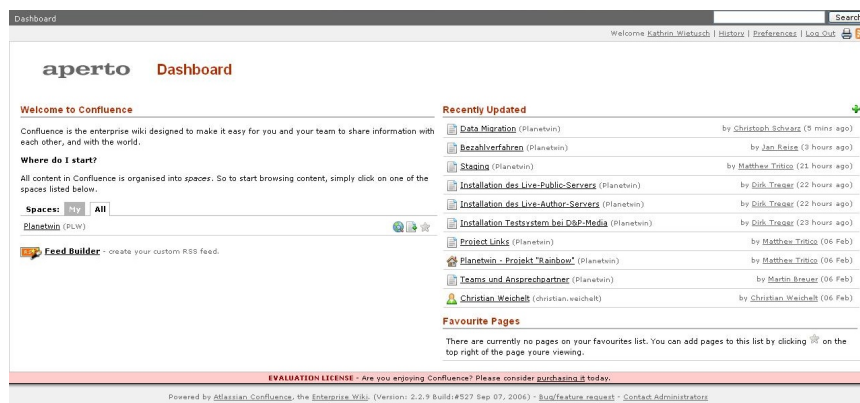 Dashboard
Search
Welcome Kathrin Wietusch | History | Preferences | Log Out
aperto Dashboard
Welcome to Confluence
Confluence is the enterprise wiki designed to make it easy for you and your team to share information with
each other, and with the world.
Where do I start?
All content in Confluence is organised into spaces. So to start browsing content, simply click on one of the
spaces listed below.
Spaces: My All
Planetwin (PLW)
Feed Builder - create your custom RSS feed.
Recently Updated
Data Migration (Planetwin) by Christoph Schwarz (5 mins ago)
Bezahlverfahren (Planetwin) by Jan Reise (3 hours ago)
Staging (Planetwin) by Matthew Tritico (21 hours ago)
Installation des Live-Public-Servers (Planetwin) by Dirk Treger (22 hours ago)
Installation des Live-Author-Servers (Planetwin) by Dirk Treger (22 hours ago)
Installation Testsystem bei D&P-Media (Planetwin) by Dirk Treger (23 hours ago)
Project Links (Planetwin) by Matthew Tritico (06 Feb)
Planetwin - Projekt "Rainbow" (Planetwin) by Matthew Tritico (06 Feb)
Teams und Ansprechpartner (Planetwin) by Martin Breuer (06 Feb)
Christian Weichelt (christian.weichelt) by Christian Weichelt (06 Feb)
Favourite Pages
There are currently no pages on your favourites list. You can add pages to this list by clicking on the
top right of the page youre viewing.
EVALUATION LICENSE - Are you enjoying Confluence? Please consider purchasing it today.
Powered by Atlassian Confluence, the Enterprise Wiki. (Version: 2.2.9 Build:#527 Sep 07, 2006) - Bug/feature request - Contact Administrators